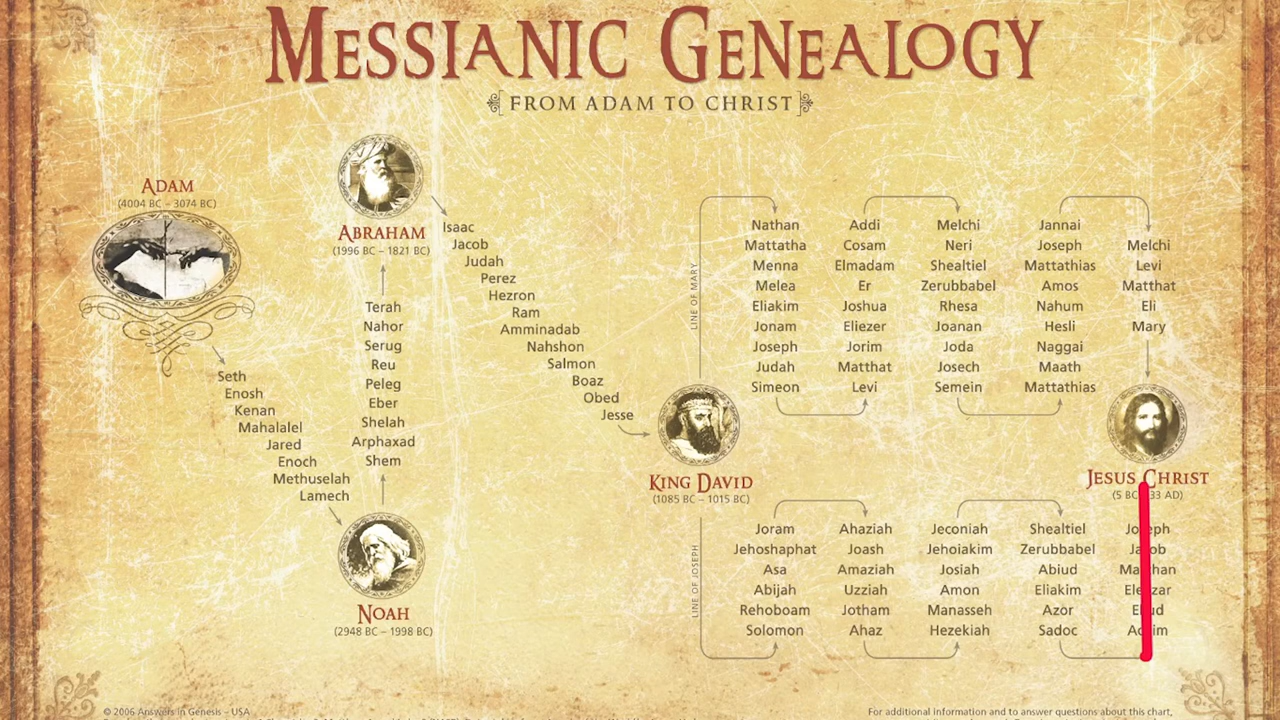 MESSIANIC GENEALOGY
FROM ADAM TO CHRIST
ADAM
(4004 BC – 3074 BC)
Seth
Enosh
Kenan
Mahalalel
Jared
Enoch
Methuselah
Lamech
NOAH
(2948 BC – 1998 BC)
Shem
Arphaxad
Shelah
Eber
Peleg
Reu
Serug
Nahor
Terah
ABRAHAM
(1996 BC – 1821 BC)
Isaac
Jacob
Judah
Perez
Hezron
Ram
Amminadab
Nahshon
Salmon
Boaz
Obed
Jesse
KING DAVID
(1085 BC – 1015 BC)
LINE OF MARY
Nathan
Mattatha
Menna
Melea
Eliakim
Jonam
Joseph
Judah
Simeon
Addi
Cosam
Elmadam
Er
Joshua
Eliezer
Jorim
Matthat
Levi
Melchi
Neri
Shealtiel
Zerubbabel
Rhesa
Joanan
Joda
Josech
Semein
Jannai
Joseph
Mattathias
Amos
Nahum
Hesli
Naggai
Maath
Mattathias
Melchi
Levi
Matthat
Eli
Mary
JESUS CHRIST
(5 BC 33 AD)
LINE OF JOSEPH
Joram
Jehoshaphat
Asa
Abijah
Rehoboam
Solomon
Ahaziah
Joash
Amaziah
Uzziah
Jotham
Ahaz
Jeconiah
Jehoiakim
Josiah
Amon
Manasseh
Hezekiah
Shealtiel
Zerubbabel
Abiud
Eliakim
Azor
Sadoc
Joseph
Jacob
Matthan
Eleazar
Eliud
© 2006 Answers in Genesis – USA
For additional information and to answer questions about this chart,